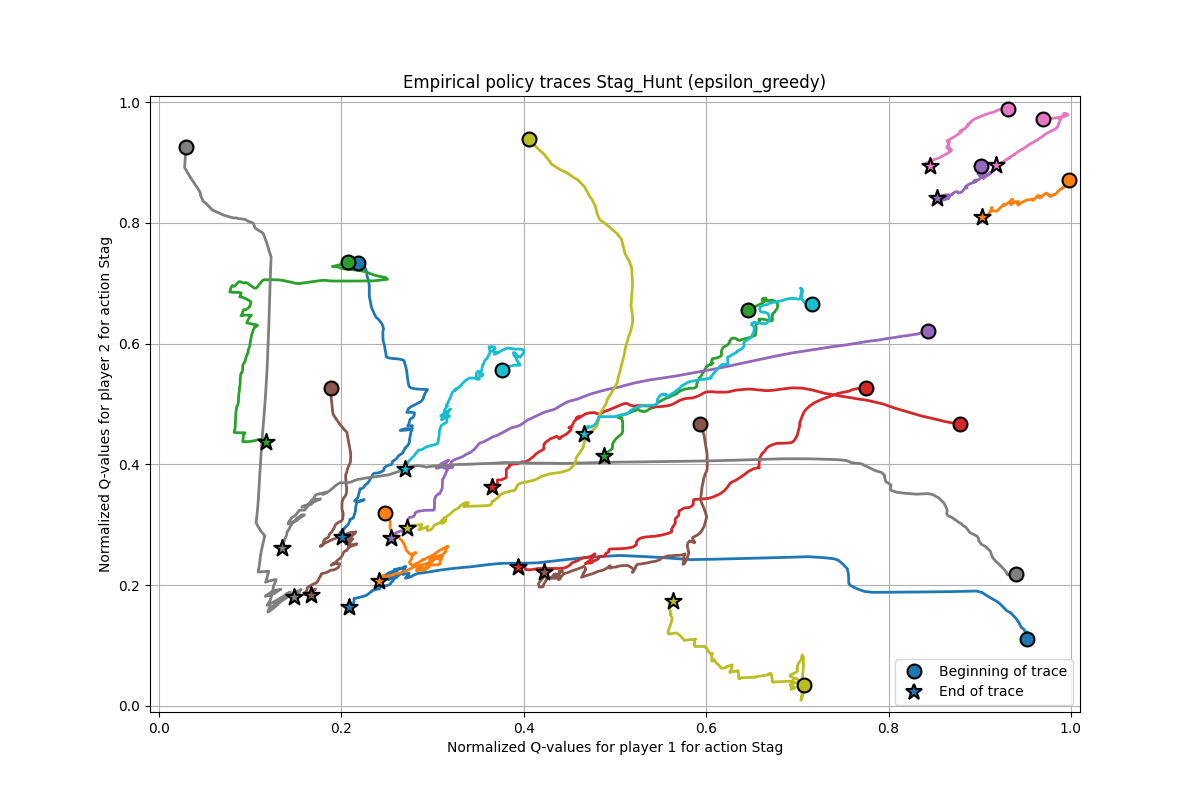 Empirical policy traces Stag_Hunt (epsilon_greedy)
1.0
0.8
0.6
0.4
0.2
0.0
Normalized Q-values for player 2 for action Stag
0.0 0.2 0.4 0.6 0.8 1.0
Normalized Q-values for player 1 for action Stag
Beginning of trace
End of trace